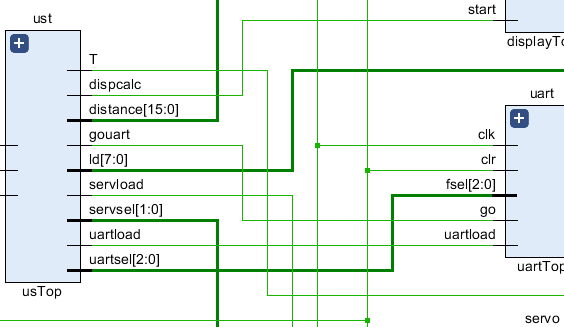 ust
T
dispcalc
distance[15:0]
gouart
ld[7:0]
servload
servsel[1:0]
uartload
uartsel[2:0]
usTop
start
displayTo
uart
clk
clr
fsel[2:0]
go
uartload
uartTop
servo